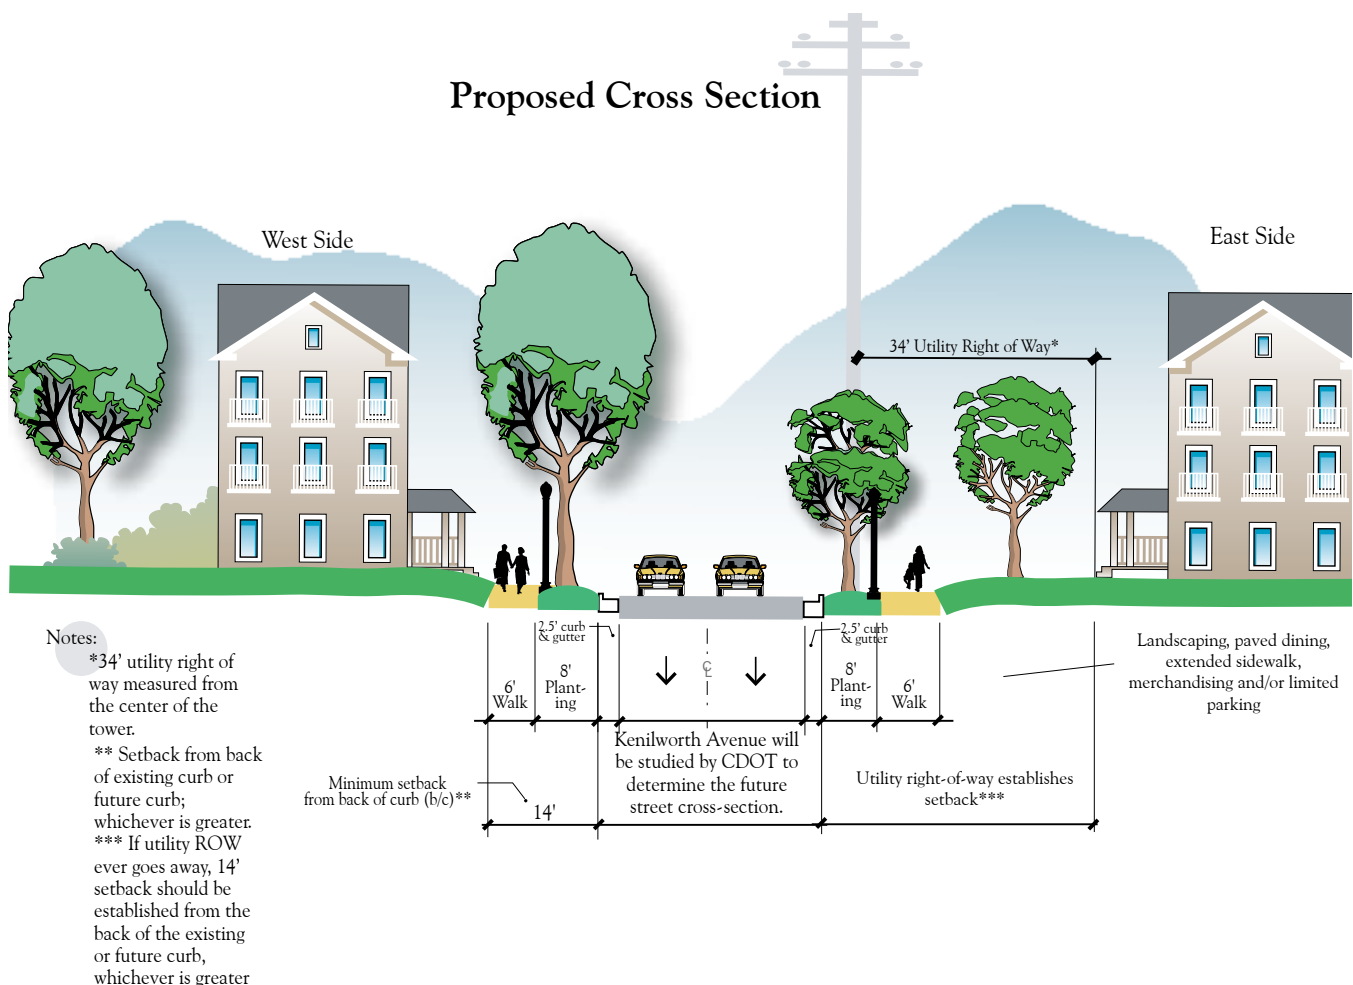 Proposed Cross Section
West Side
East Side
34' Utility Right of Way*
2.5' curb
& gutter
2.5' curb
& gutter
6'
Walk
8'
Plant-
ing
℄
8'
Plant-
ing
6'
Walk
Landscaping, paved dining,
extended sidewalk,
merchandising and/or limited
parking
Notes:
*34' utility right of
way measured from
the center of the
tower.
** Setback from back
of existing curb or
future curb;
whichever is greater.
*** If utility ROW
ever goes away, 14'
setback should be
established from the
back of the existing
or future curb,
whichever is greater
Minimum setback
from back of curb (b/c)**
14'
Kenilworth Avenue will
be studied by CDOT to
determine the future
street cross-section.
Utility right-of-way establishes
setback***